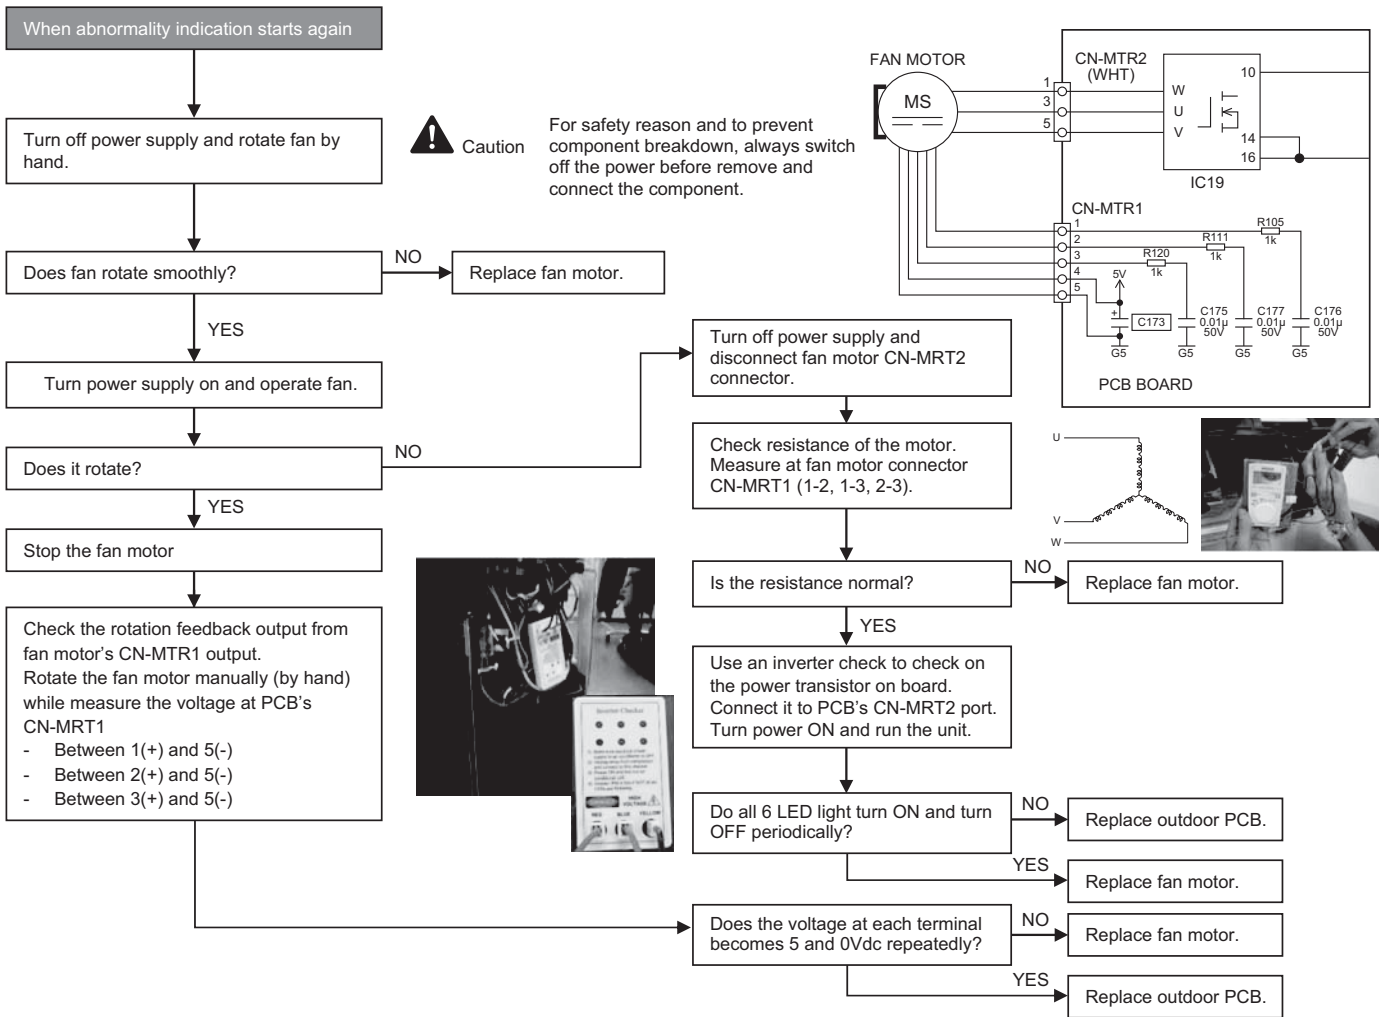 When abnormality indication starts again
Turn off power supply and rotate fan by
hand.
Caution
For safety reason and to prevent
component breakdown, always switch
off the power before remove and
connect the component.
Does fan rotate smoothly?
NO
Replace fan motor.
YES
Turn power supply on and operate fan.
Does it rotate?
NO
YES
Stop the fan motor
Check the rotation feedback output from
fan motor's CN-MTR1 output.
Rotate the fan motor manually (by hand)
while measure the voltage at PCB's
CN-MRT1
- Between 1(+) and 5(-)
- Between 2(+) and 5(-)
- Between 3(+) and 5(-)
Turn off power supply and
disconnect fan motor CN-MRT2
connector.
Check resistance of the motor.
Measure at fan motor connector
CN-MRT1 (1-2, 1-3, 2-3).
Is the resistance normal?
NO
Replace fan motor.
YES
Use an inverter check to check on
the power transistor on board.
Connect it to PCB's CN-MRT2 port.
Turn power ON and run the unit.
Do all 6 LED light turn ON and turn
OFF periodically?
NO
Replace outdoor PCB.
YES
Replace fan motor.
Does the voltage at each terminal
becomes 5 and 0Vdc repeatedly?
NO
Replace fan motor.
YES
Replace outdoor PCB.
FAN MOTOR
MS
CN-MTR2
(WHT)
1
3
5
W
U
V
10
14
16
IC19
CN-MTR1
1
2
3
4
5
R105
1k
R111
1k
R120
1k
5V
+
C173
C175
0.01µ
50V
C177
0.01µ
50V
C176
0.01µ
50V
G5
G5
G5
G5
PCB BOARD
U
V
W
Inverter Checker
HIGH
VOLTAGE
RED BLUE YELLOW